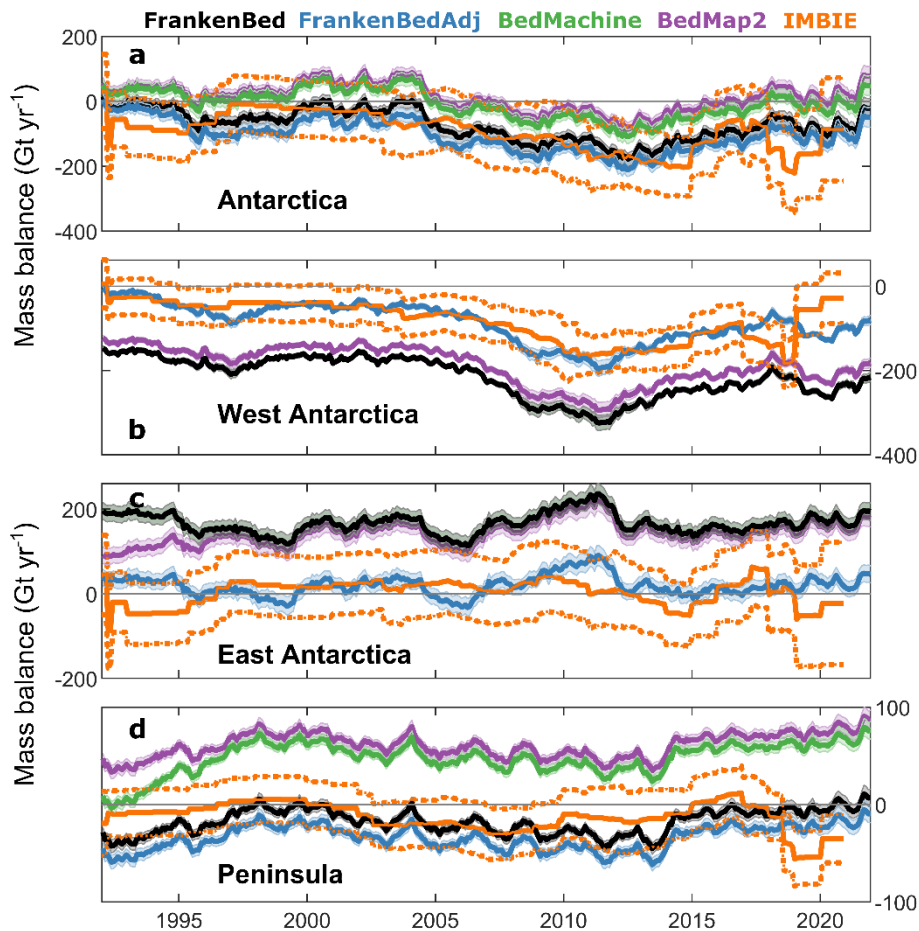 FrankenBed FrankenBedAdj BedMachine BedMap2 IMBIE
200
a
0
-200
Antarctica
-400
Mass balance (Gt yr-1)
0
-200
West Antarctica
b
-400
c
200
0
East Antarctica
-200
Mass balance (Gt yr-1)
100
d
0
Peninsula
-100
1995 2000 2005 2010 2015 2020